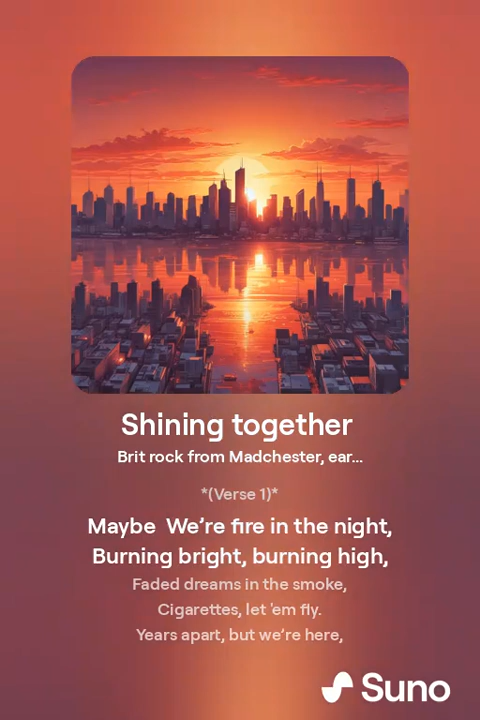 Shining together
Brit rock from Madchester, ear...
*(Verse 1)*
Maybe  We’re fire in the night,
Burning bright, burning high,
Faded dreams in the smoke,
Cigarettes, let 'em fly.
Years apart, but we’re here,
Suno